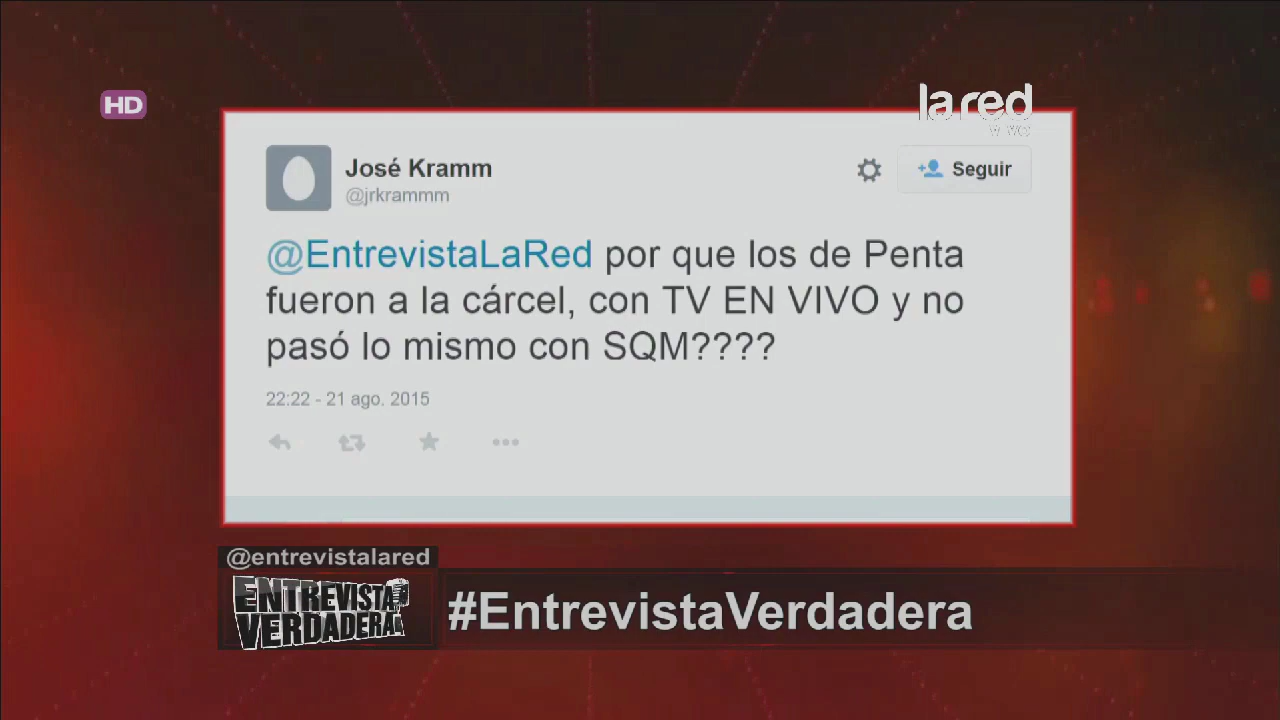 HD
la red
VIVO
José Kramm
@jrkrammm
Seguir
@EntrevistaLaRed por que los de Penta
fueron a la cárcel, con TV EN VIVO y no
pasó lo mismo con SQM????
22:22 - 21 ago. 2015
@entrevistalared
ENTREVISTA
VERDADERA
#EntrevistaVerdadera